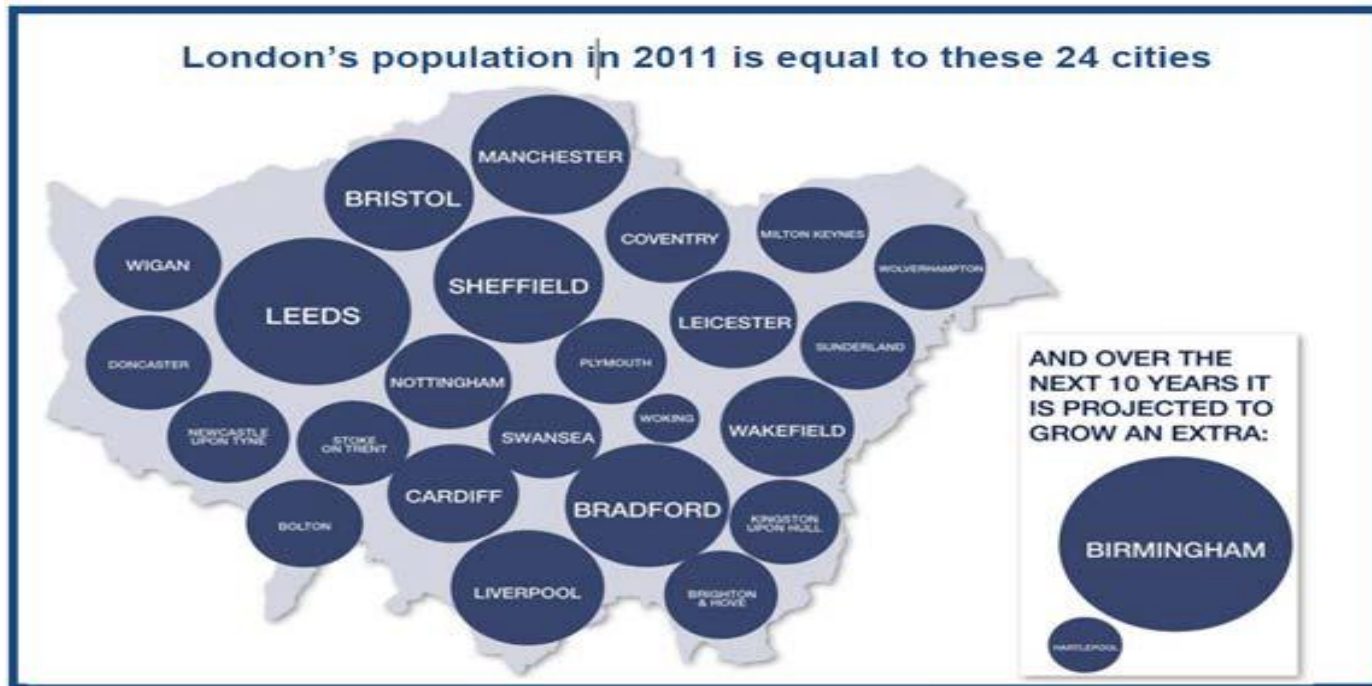 London's population in 2011 is equal to these 24 cities
MANCHESTER
BRISTOL
COVENTRY
MILTON KEYNES
WIGAN
WOLVERHAMPTON
SHEFFIELD
LEEDS
LEICESTER
SUNDERLAND
DONCASTER
PLYMOUTH
NOTTINGHAM
WOKING
NEWCASTLE
UPON TYNE
STOKE
ON TRENT
SWANSEA
WAKEFIELD
CARDIFF
BRADFORD
KINGSTON
UPON HULL
BOLTON
LIVERPOOL
BRIGHTON
& HOVE
AND OVER THE
NEXT 10 YEARS IT
IS PROJECTED TO
GROW AN EXTRA:
BIRMINGHAM
HARTLEPOOL